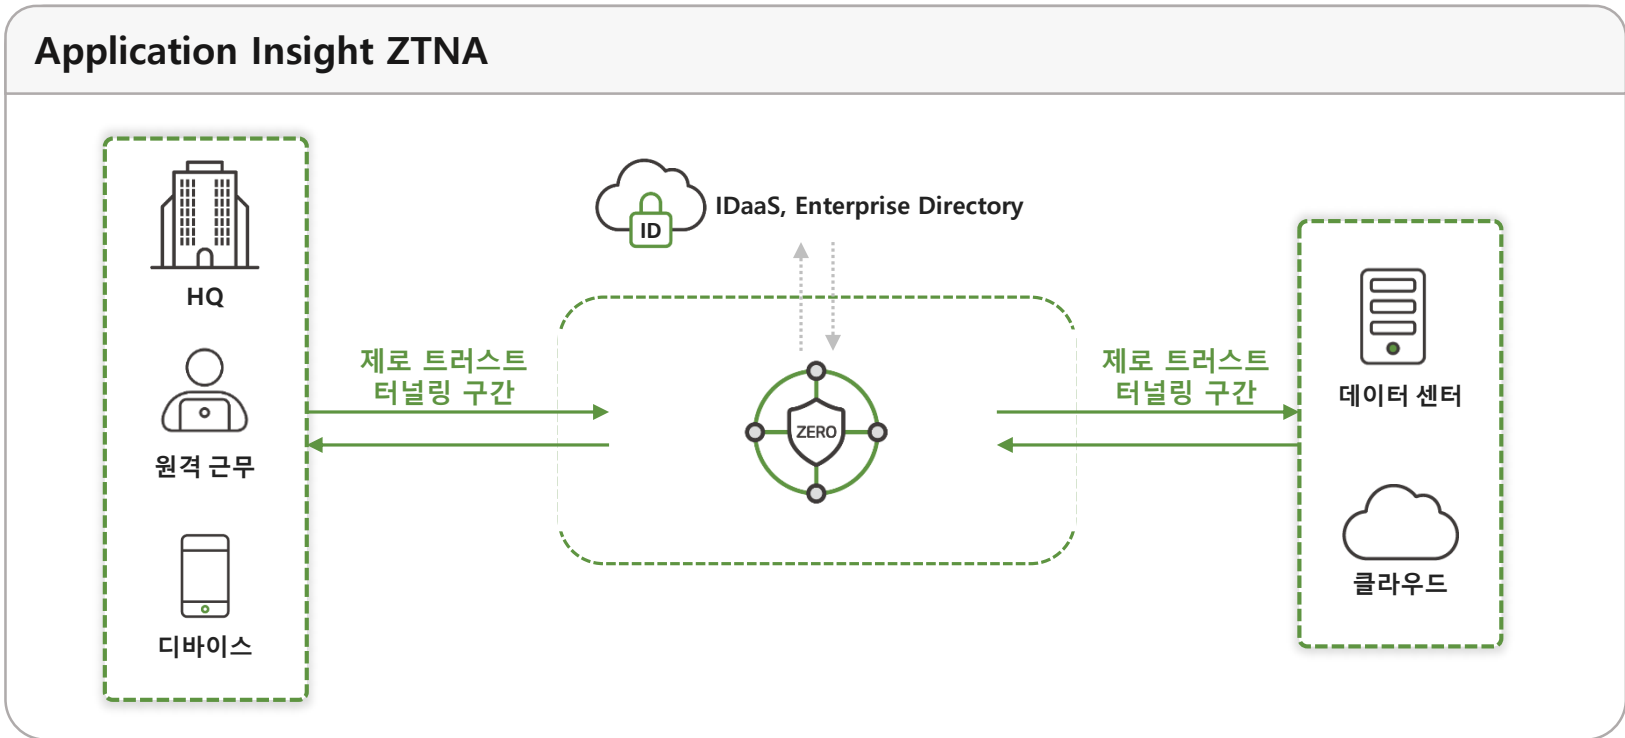 Application Insight ZTNA
HQ
원격 근무
디바이스
제로 트러스트
터널링 구간
ID
IDaaS, Enterprise Directory
ZERO
제로 트러스트
터널링 구간
데이터 센터
클라우드